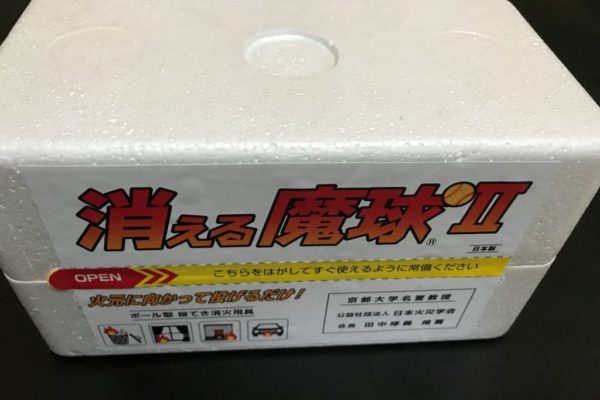 消える魔球II®
日本製
OPEN
こちらをはがしてすぐ使えるように常備ください
火元に向かって投げるだけ!
ボール型 投てき消火用具
京都大学名誉教授
公益社団法人 日本火災学会
会長 田中哮義 推薦